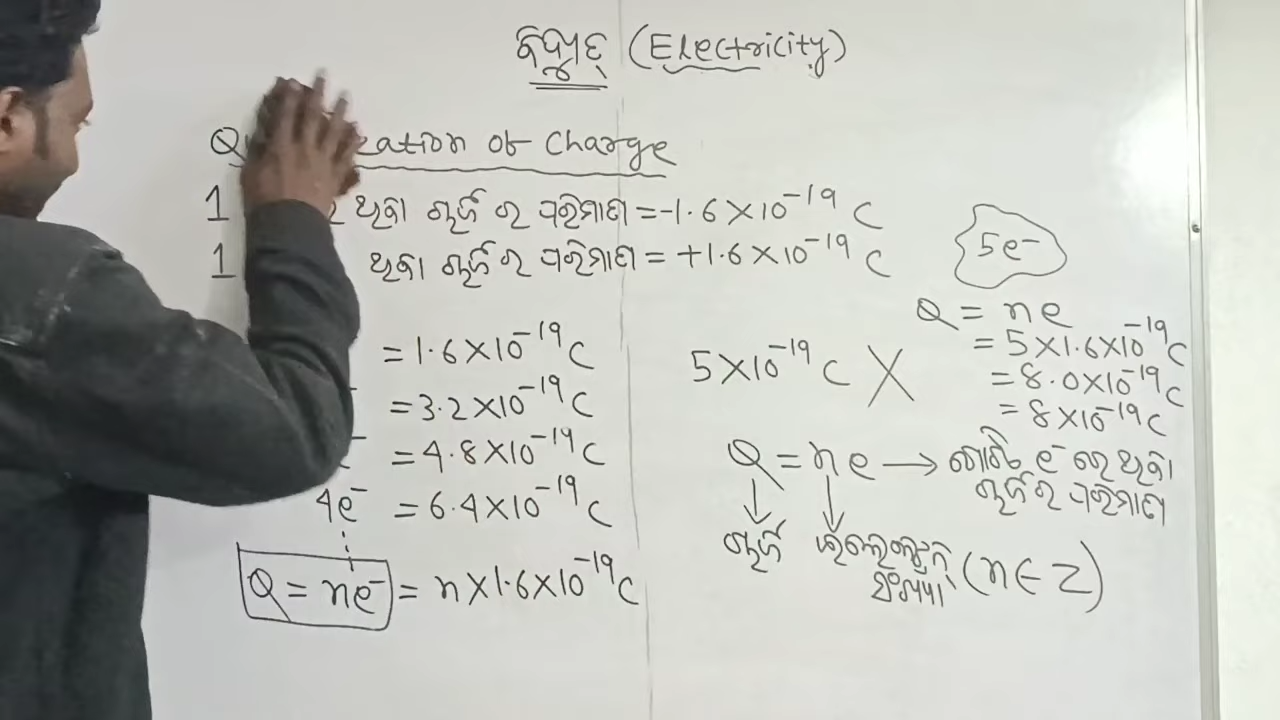 ବିଦ୍ୟୁତ୍ (Electricity)
of Charge
1 ଥିବା ଚାର୍ଜ ର ପରିମାଣ = -1.6 × 10⁻¹⁹ C
1 ଥିବା ଚାର୍ଜ ର ପରିମାଣ = +1.6 × 10⁻¹⁹ C
= 1.6 × 10⁻¹⁹ C
= 3.2 × 10⁻¹⁹ C
= 4.8 × 10⁻¹⁹ C
4e⁻ = 6.4 × 10⁻¹⁹ C
Q = ne⁻ = n × 1.6 × 10⁻¹⁹ C
5e⁻
Q = ne
= 5 × 1.6 × 10⁻¹⁹ C
= 8.0 × 10⁻¹⁹ C
= 8 × 10⁻¹⁹ C
5 × 10⁻¹⁹ C ×
Q = ne → ଗୋଟିଏ e⁻ ରେ ଥିବା
ଚାର୍ଜ ର ପରିମାଣ
ଚାର୍ଜ ଇଲେକ୍ଟ୍ରନ୍
ସଂଖ୍ୟା (n ∈ Z)